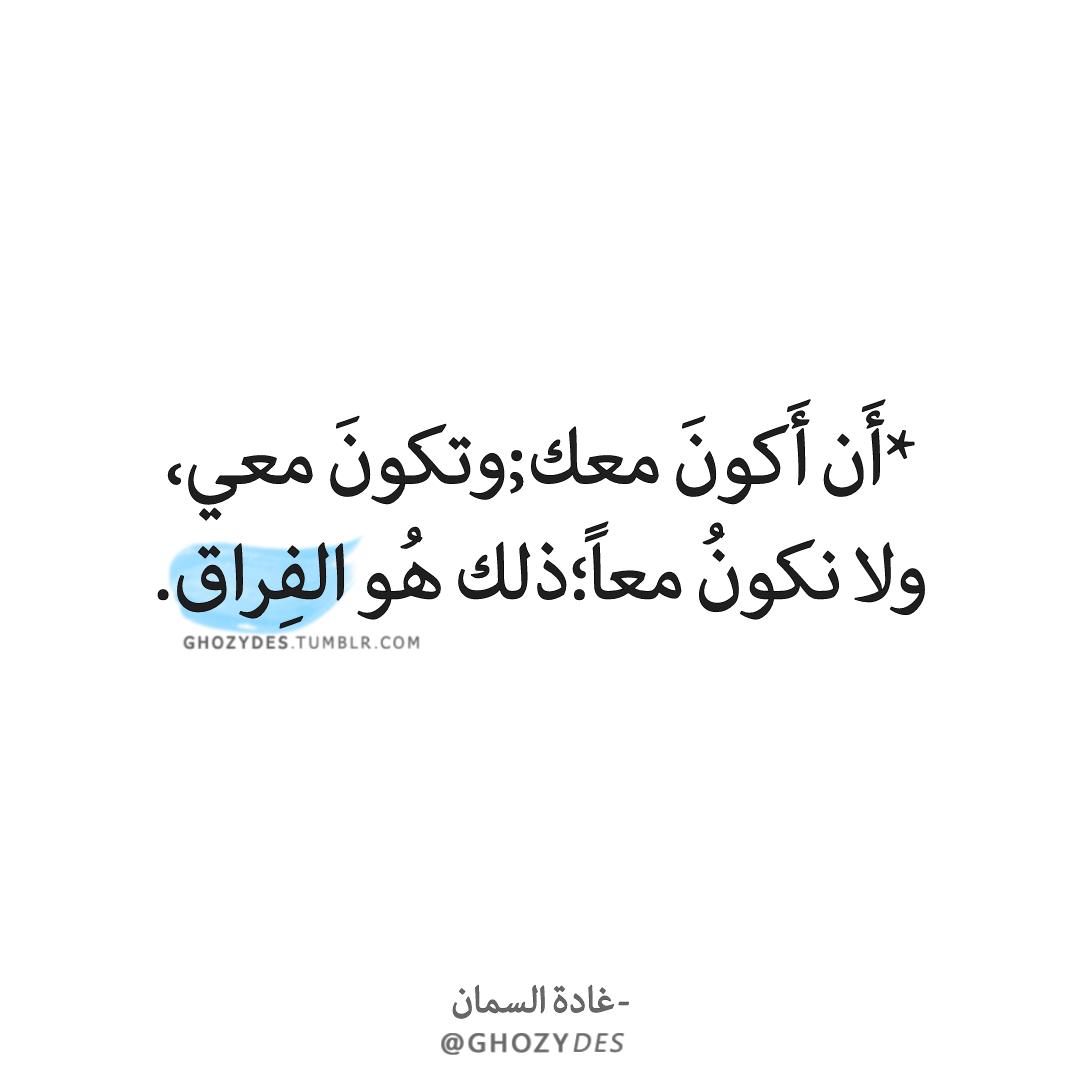 *أَن أَكونَ معك;وتكونَ معي،
ولا نكونُ معاً؛ذلك هُو الفِراق.
GHOZYDES.TUMBLR.COM
-غادة السمان
@GHOZYDES